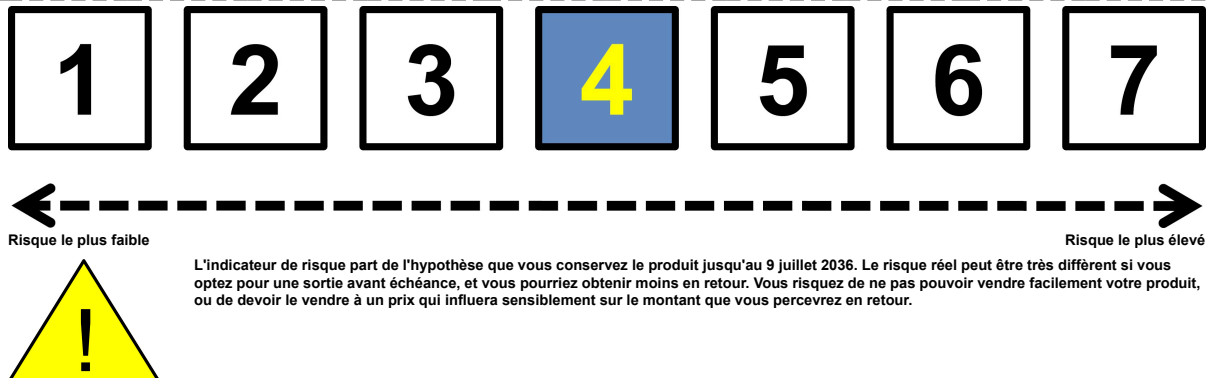 1 2 3 4 5 6 7
Risque le plus faible Risque le plus élevé
L'indicateur de risque part de l'hypothèse que vous conservez le produit jusqu'au 9 juillet 2036. Le risque réel peut être très diffèrent si vous
optez pour une sortie avant échéance, et vous pourriez obtenir moins en retour. Vous risquez de ne pas pouvoir vendre facilement votre produit,
ou de devoir le vendre à un prix qui influera sensiblement sur le montant que vous percevrez en retour.
!